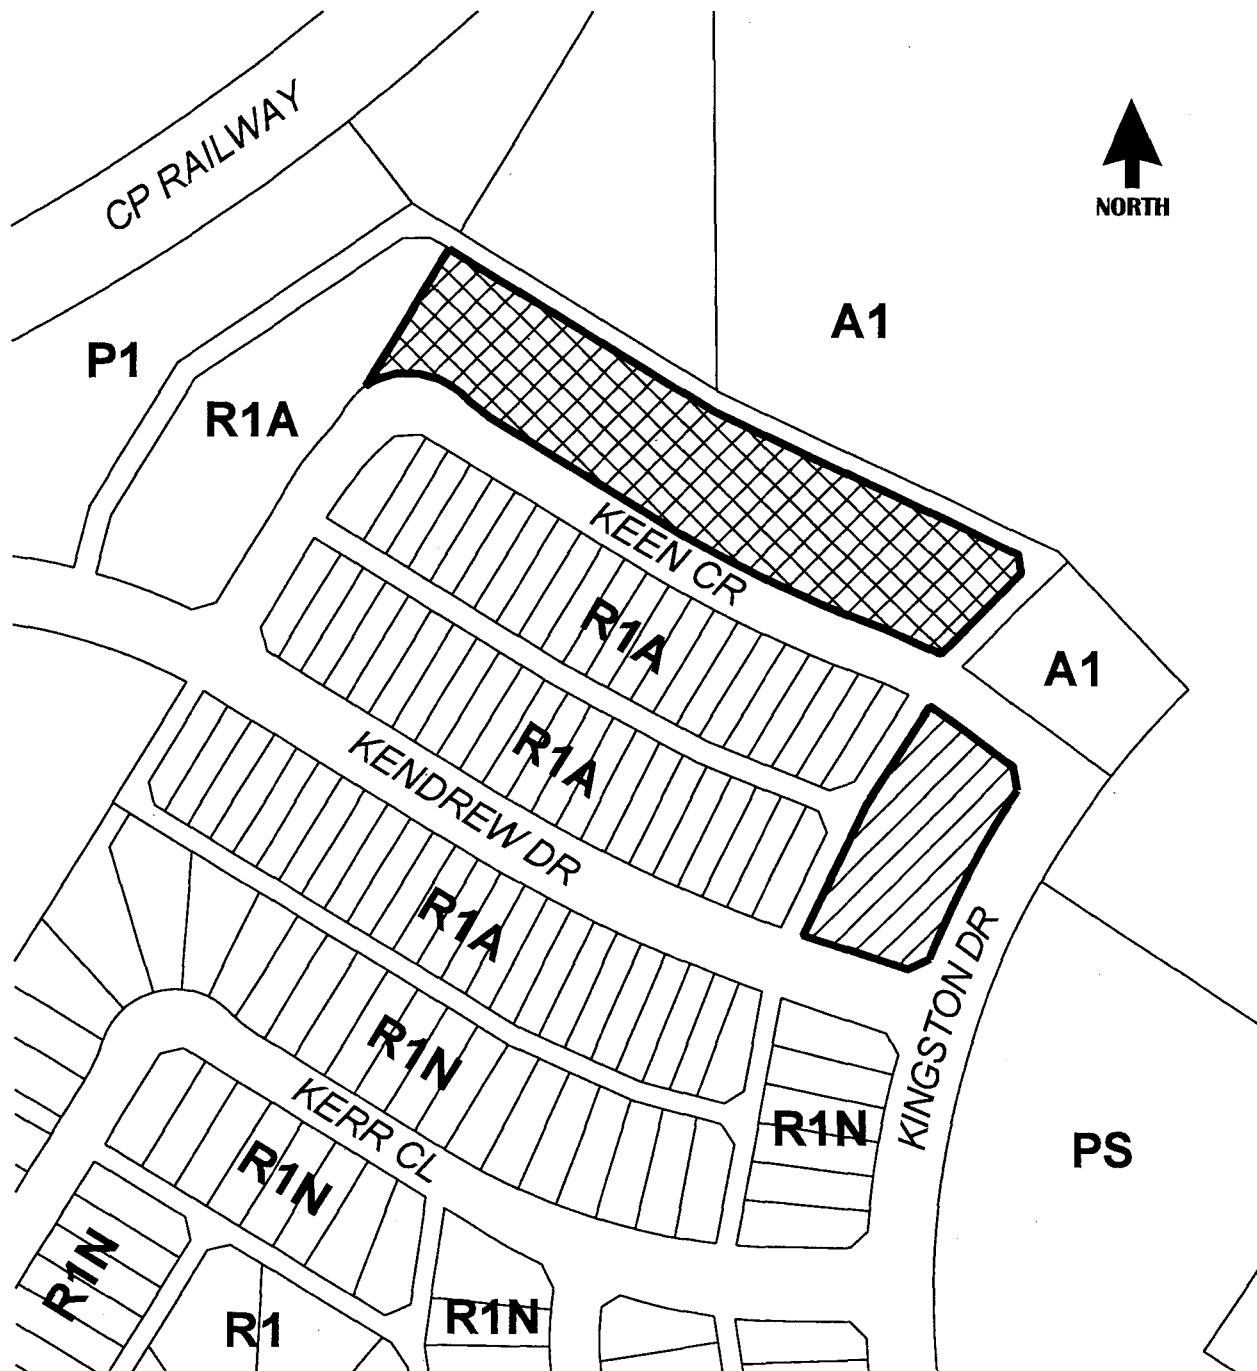 CP RAILWAY
NORTH
A1
P1
R1A
KEEN CR
R1A
A1
R1A
KENDREW DR
R1A
KINGSTON DR
R1N
R1N
KERR CL
PS
R1N
R1N
R1
R1N